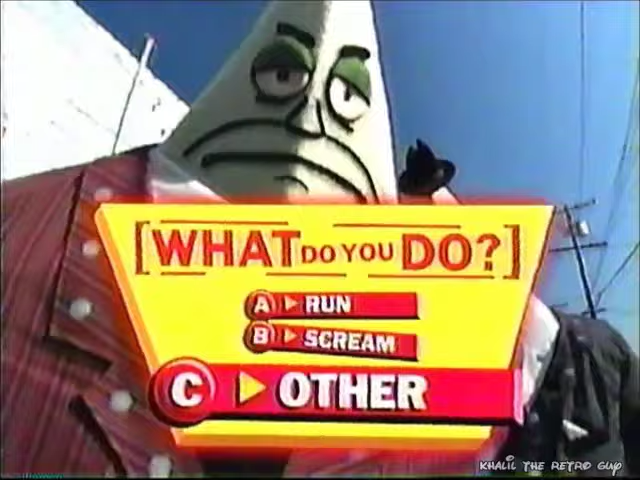 [WHAT DO YOU DO?]
A RUN
B SCREAM
C OTHER
KHALIL THE RETRO GUY